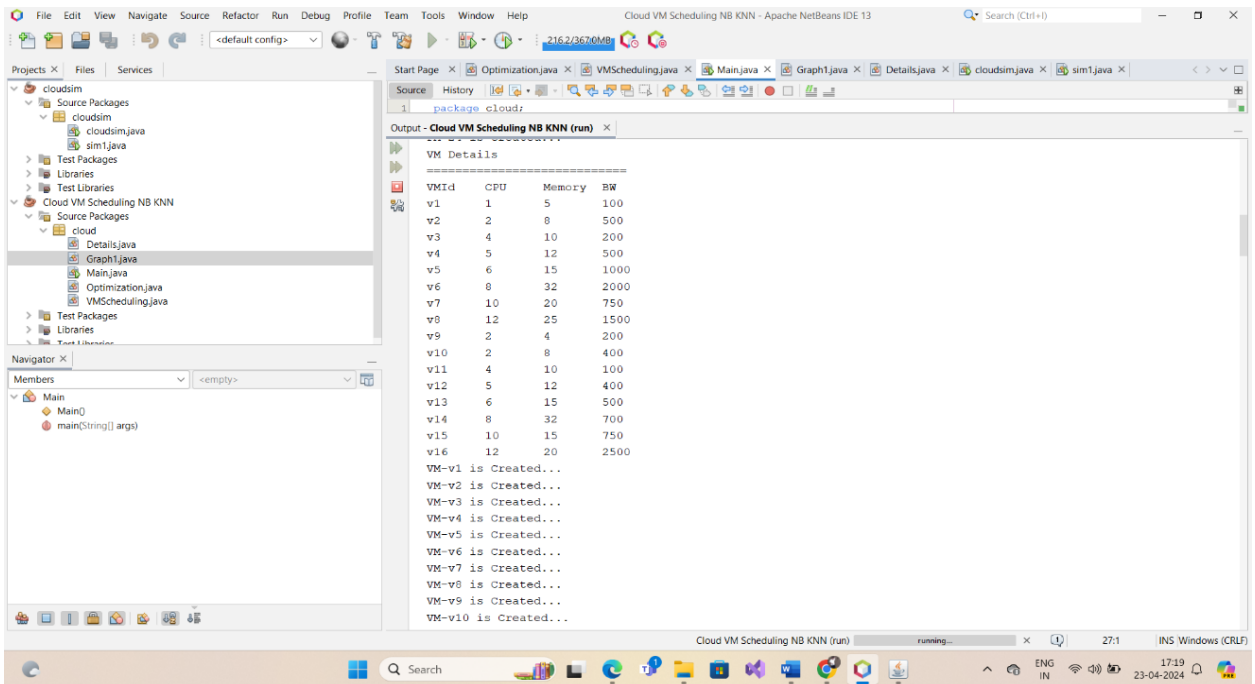 File Edit View Navigate Source Refactor Run Debug Profile Team Tools Window Help Cloud VM Scheduling NB KNN - Apache NetBeans IDE 13 Search (Ctrl+I)
<default config> 216.2/367.0MB
Projects Files Services
Start Page Optimization.java VMScheduling.java Main.java Graph1.java Details.java cloudsim.java sim1.java
Source History
1 package cloud;
Output - Cloud VM Scheduling NB KNN (run)
cloudsim
Source Packages
cloudsim
cloudsim.java
sim1.java
Test Packages
Libraries
Test Libraries
Cloud VM Scheduling NB KNN
Source Packages
cloud
Details.java
Graph1.java
Main.java
Optimization.java
VMScheduling.java
Test Packages
Libraries
Test Libraries
Navigator
Members <empty>
Main
Main()
main(String[] args)
VM Details
==============================
VMId CPU Memory BW
v1 1 5 100
v2 2 8 500
v3 4 10 200
v4 5 12 500
v5 6 15 1000
v6 8 32 2000
v7 10 20 750
v8 12 25 1500
v9 2 4 200
v10 2 8 400
v11 4 10 100
v12 5 12 400
v13 6 15 500
v14 8 32 700
v15 10 15 750
v16 12 20 2500
VM-v1 is Created...
VM-v2 is Created...
VM-v3 is Created...
VM-v4 is Created...
VM-v5 is Created...
VM-v6 is Created...
VM-v7 is Created...
VM-v8 is Created...
VM-v9 is Created...
VM-v10 is Created...
Cloud VM Scheduling NB KNN (run) running... 27:1 INS Windows (CRLF)
Search
ENG
IN
17:19
23-04-2024